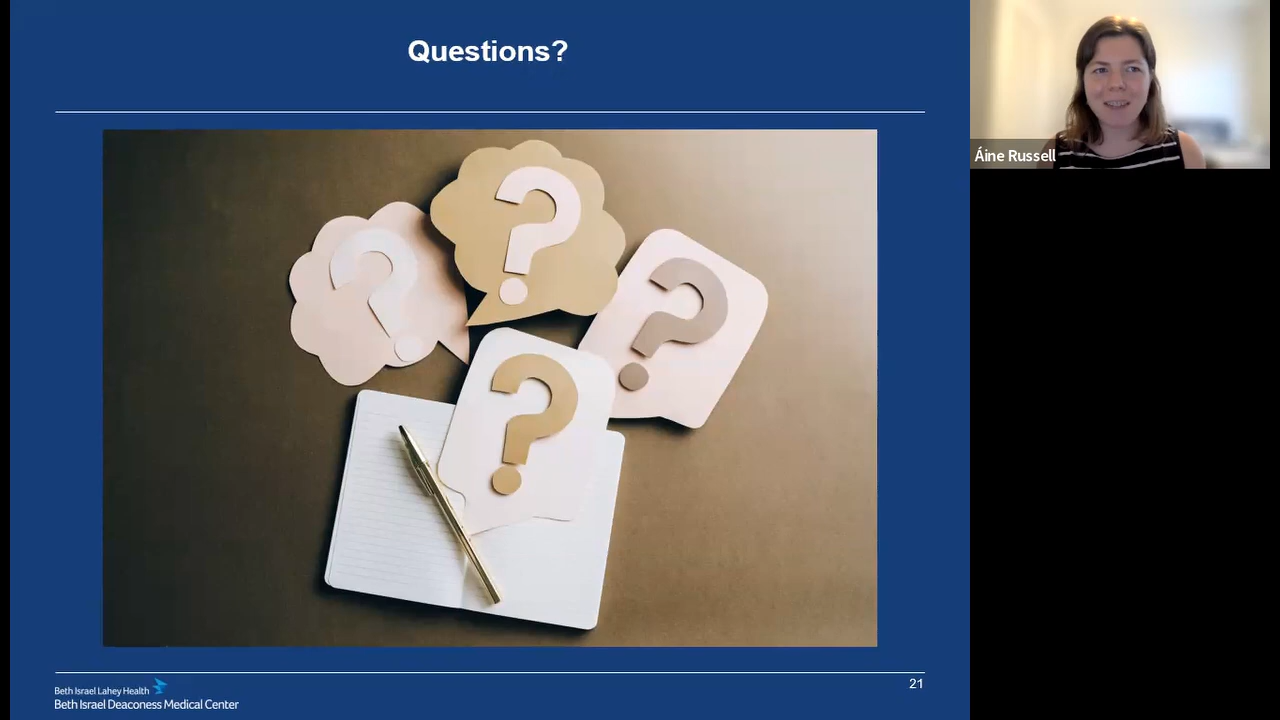 Questions?
?
?
?
?
Áine Russell
21
Beth Israel Lahey Health
Beth Israel Deaconess Medical Center